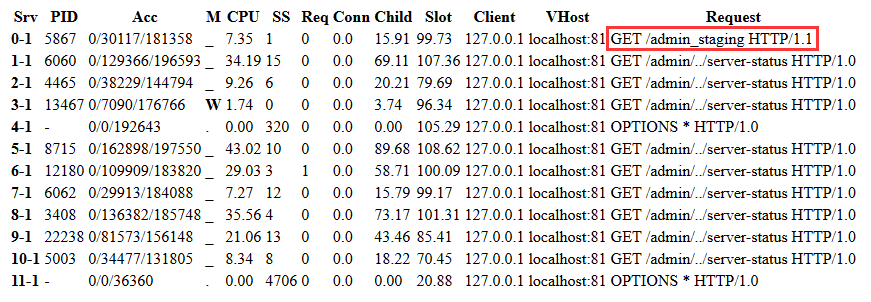 Srv PID Acc M CPU SS Req Conn Child Slot Client VHost Request
0-1 5867 0/30117/181358 _ 7.35 1 0 0.0 15.91 99.73 127.0.0.1 localhost:81 GET /admin_staging HTTP/1.1
1-1 6060 0/129366/196593 _ 34.19 15 0 0.0 69.11 107.36 127.0.0.1 localhost:81 GET /admin/../server-status HTTP/1.0
2-1 4465 0/38229/144794 _ 9.26 6 0 0.0 20.21 79.69 127.0.0.1 localhost:81 GET /admin/../server-status HTTP/1.0
3-1 13467 0/7090/176766 W 1.74 0 0 0.0 3.74 96.34 127.0.0.1 localhost:81 GET /admin/../server-status HTTP/1.0
4-1 - 0/0/192643 . 0.00 320 0 0.0 0.00 105.29 127.0.0.1 localhost:81 OPTIONS * HTTP/1.0
5-1 8715 0/162898/197550 _ 43.02 10 0 0.0 89.68 108.62 127.0.0.1 localhost:81 GET /admin/../server-status HTTP/1.0
6-1 12180 0/109909/183820 _ 29.03 3 1 0.0 58.71 100.09 127.0.0.1 localhost:81 GET /admin/../server-status HTTP/1.0
7-1 6062 0/29913/184088 _ 7.27 12 0 0.0 15.79 99.17 127.0.0.1 localhost:81 GET /admin/../server-status HTTP/1.0
8-1 3408 0/136382/185748 _ 35.56 4 0 0.0 73.17 101.31 127.0.0.1 localhost:81 GET /admin/../server-status HTTP/1.0
9-1 22238 0/81573/156148 _ 21.06 13 0 0.0 43.46 85.41 127.0.0.1 localhost:81 GET /admin/../server-status HTTP/1.0
10-1 5003 0/34477/131805 _ 8.34 8 0 0.0 18.22 70.45 127.0.0.1 localhost:81 GET /admin/../server-status HTTP/1.0
11-1 - 0/0/36360 . 0.00 4706 0 0.0 0.00 20.88 127.0.0.1 localhost:81 OPTIONS * HTTP/1.0